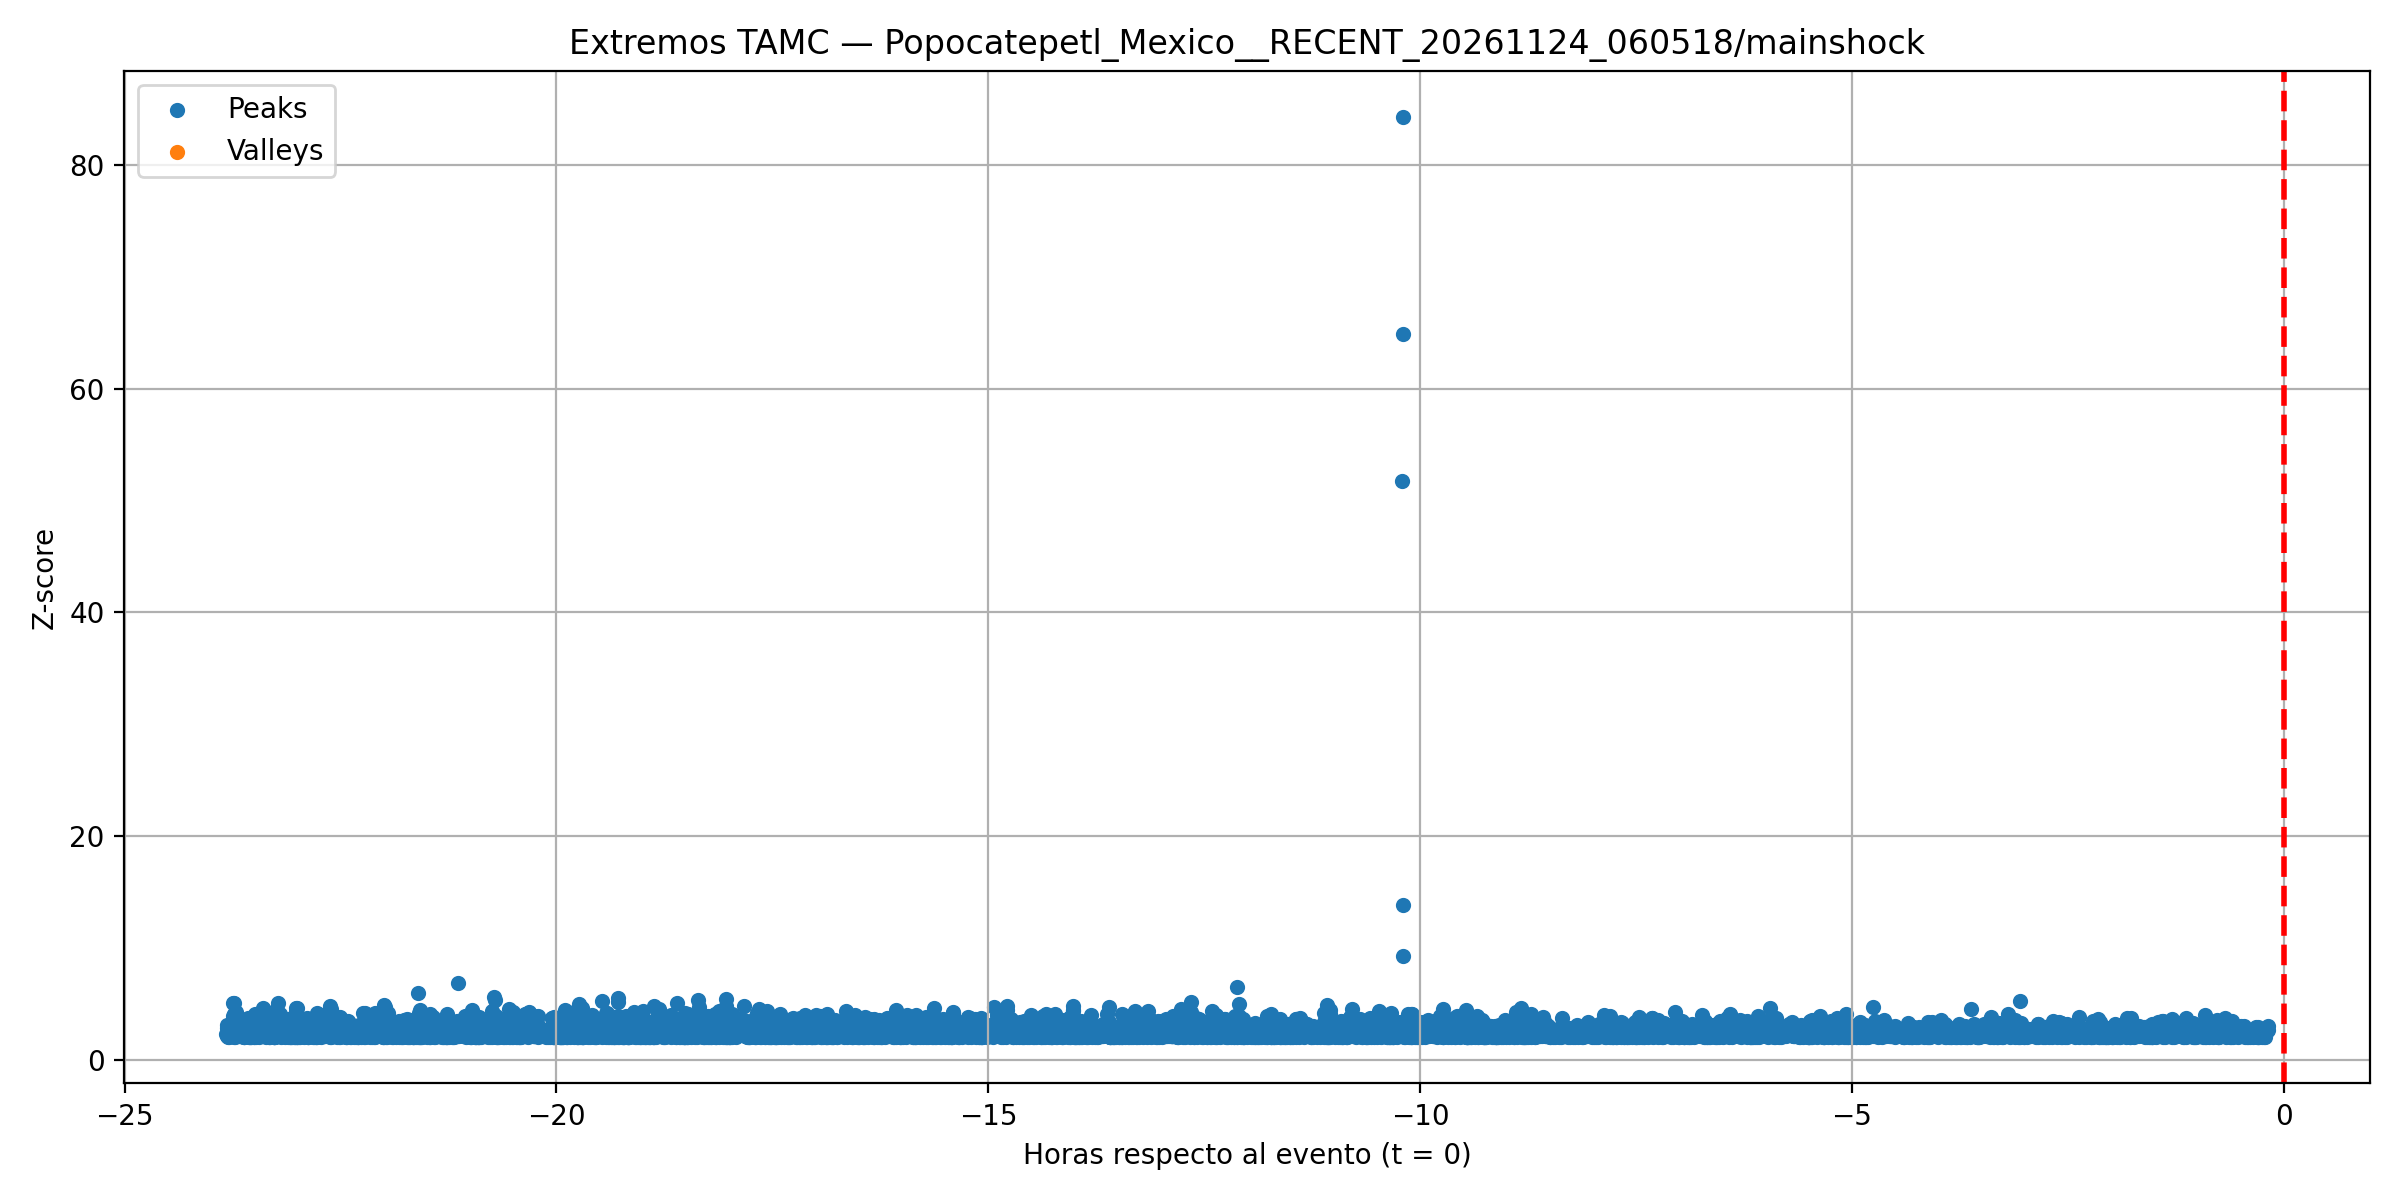 Extremos TAMC — Popocatepetl_Mexico__RECENT_20261124_060518/mainshock
Peaks
Valleys
Z-score
80
60
40
20
0
−25
−20
−15
−10
−5
0
Horas respecto al evento (t = 0)